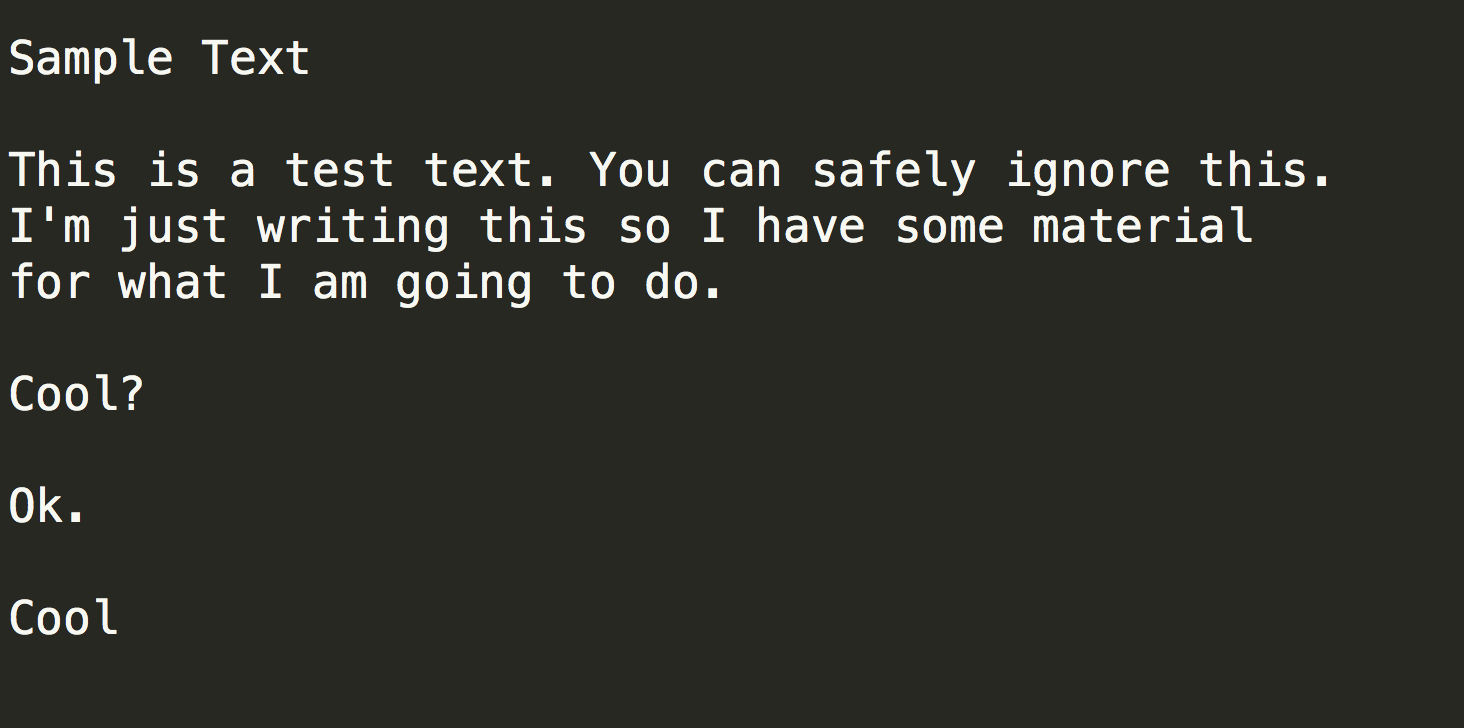 Sample Text
This is a test text. You can safely ignore this.
I'm just writing this so I have some material
for what I am going to do.
Cool?
Ok.
Cool